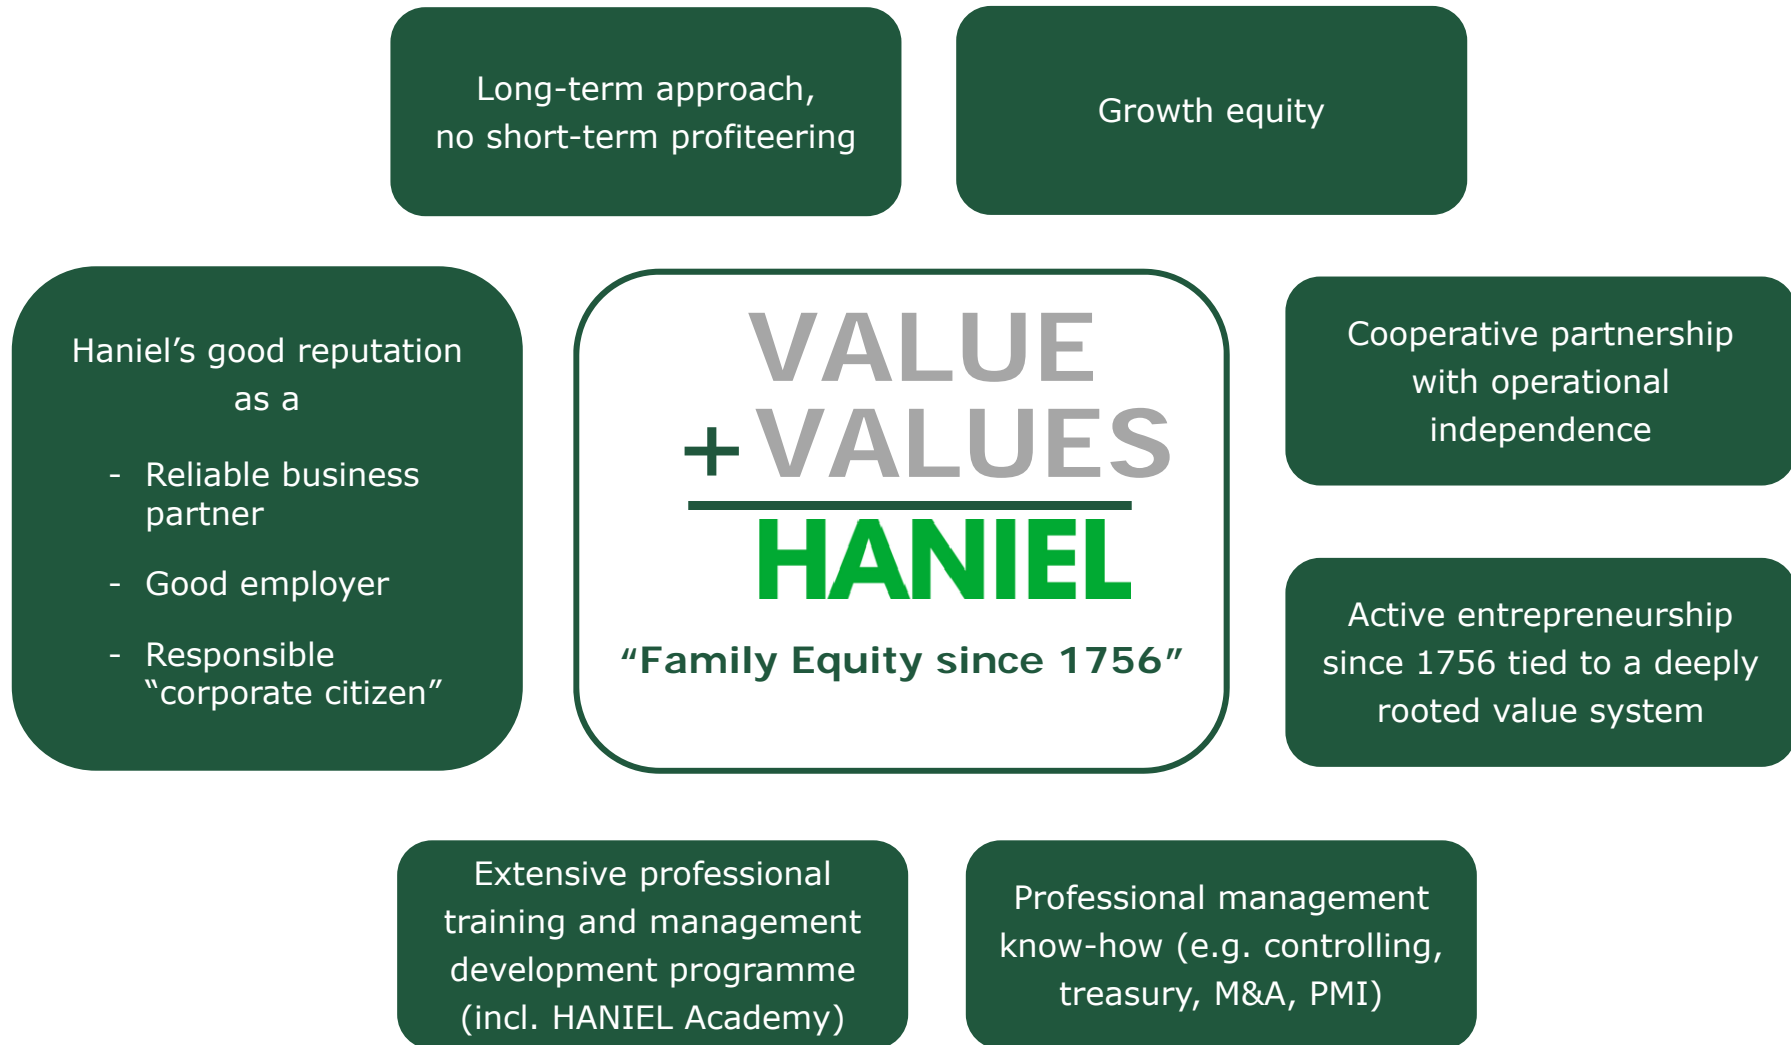 Long-term approach,
no short-term profiteering
Growth equity
Haniel’s good reputation
as a
- Reliable business
partner
- Good employer
- Responsible
“corporate citizen”
VALUE
+ VALUES
HANIEL
“Family Equity since 1756”
Cooperative partnership
with operational
independence
Active entrepreneurship
since 1756 tied to a deeply
rooted value system
Extensive professional
training and management
development programme
(incl. HANIEL Academy)
Professional management
know-how (e.g. controlling,
treasury, M&A, PMI)